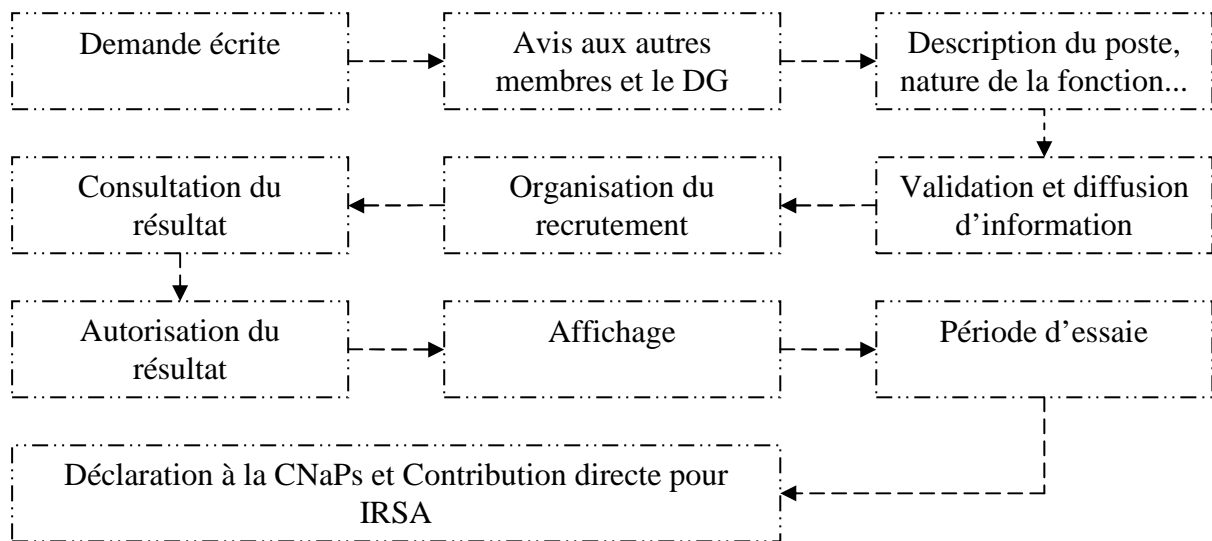 Demande écrite
Avis aux autres
membres et le DG
Description du poste,
nature de la fonction...
Validation et diffusion
d’information
Organisation du
recrutement
Consultation du
résultat
Autorisation du
résultat
Affichage
Période d’essaie
Déclaration à la CNaPs et Contribution directe pour
IRSA